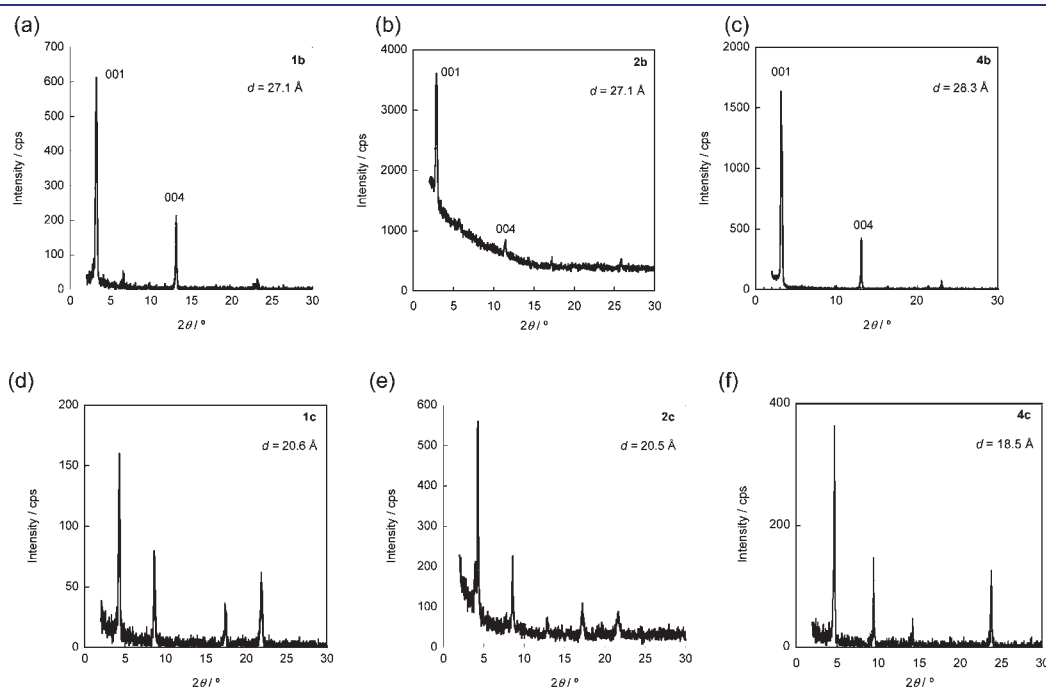 (a)
700
600
500
400
300
200
100
0
Intensity / cps
001
004
1b
d = 27.1 Å
0 5 10 15 20 25 30
2θ / º
(b)
4000
3000
2000
1000
0
Intensity / cps
001
004
2b
d = 27.1 Å
0 5 10 15 20 25 30
2θ / º
(c)
2000
1500
1000
500
0
Intensity / cps
001
004
4b
d = 28.3 Å
0 5 10 15 20 25 30
2θ / º
(d)
200
150
100
50
0
Intensity / cps
1c
d = 20.6 Å
0 5 10 15 20 25 30
2θ / º
(e)
600
500
400
300
200
100
0
Intensity / cps
2c
d = 20.5 Å
0 5 10 15 20 25 30
2θ / º
(f)
400
200
0
Intensity / cps
4c
d = 18.5 Å
0 5 10 15 20 25 30
2θ / º